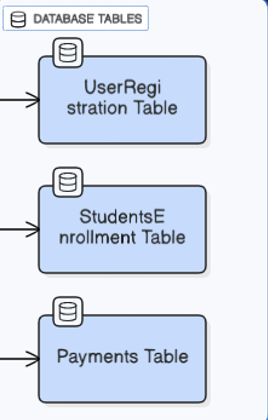 DATABASE TABLES
UserRegi
stration Table
StudentsE
nrollment Table
Payments Table